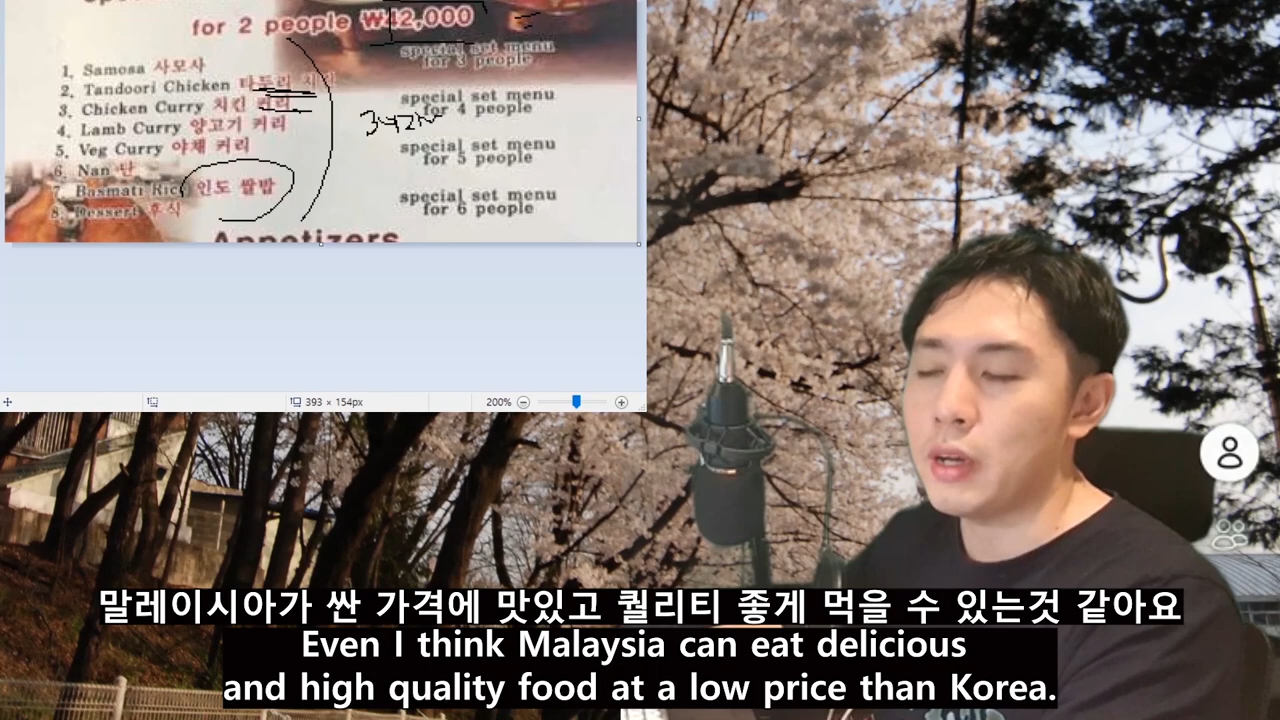 for 2 people ₩42,000
1, Samosa 사모사
2, Tandoori Chicken 타두리 치킨
3, Chicken Curry 치킨 커리
4, Lamb Curry 양고기 커리
5, Veg Curry 야채 커리
6, Nan 난
7, Basmati Rice 인도 쌀밥
8, Dessert 후식
special set menu
for 3 people
special set menu
for 4 people
special set menu
for 5 people
special set menu
for 6 people
Appetizers
393 × 154px
200%
말레이시아가 싼 가격에 맛있고 퀄리티 좋게 먹을 수 있는것 같아요
Even I think Malaysia can eat delicious
and high quality food at a low price than Korea.